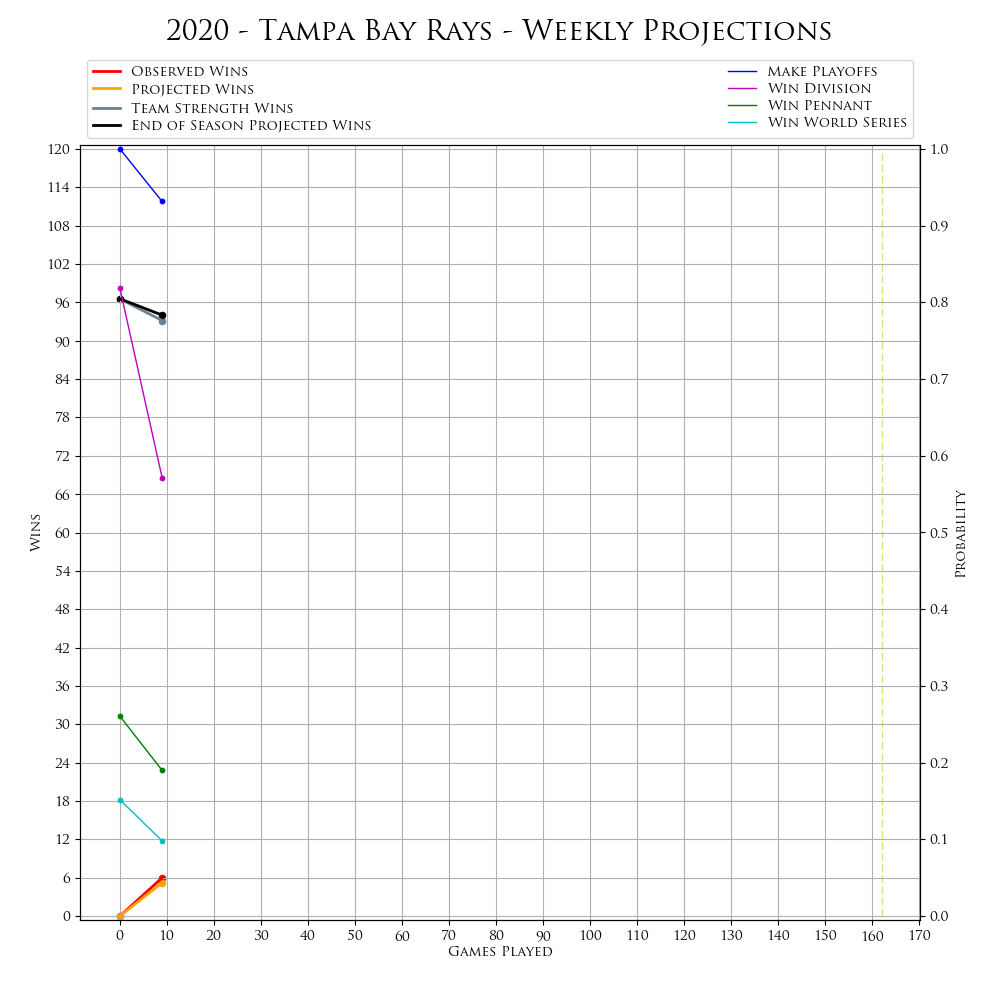 2020 - Tampa Bay Rays - Weekly Projections
Observed Wins
Projected Wins
Team Strength Wins
End of Season Projected Wins
Make Playoffs
Win Division
Win Pennant
Win World Series
120
114
108
102
96
90
84
78
72
66
60
54
48
42
36
30
24
18
12
6
0
Wins
1.0
0.9
0.8
0.7
0.6
0.5
0.4
0.3
0.2
0.1
0.0
Probability
0 10 20 30 40 50 60 70 80 90 100 110 120 130 140 150 160 170
Games Played